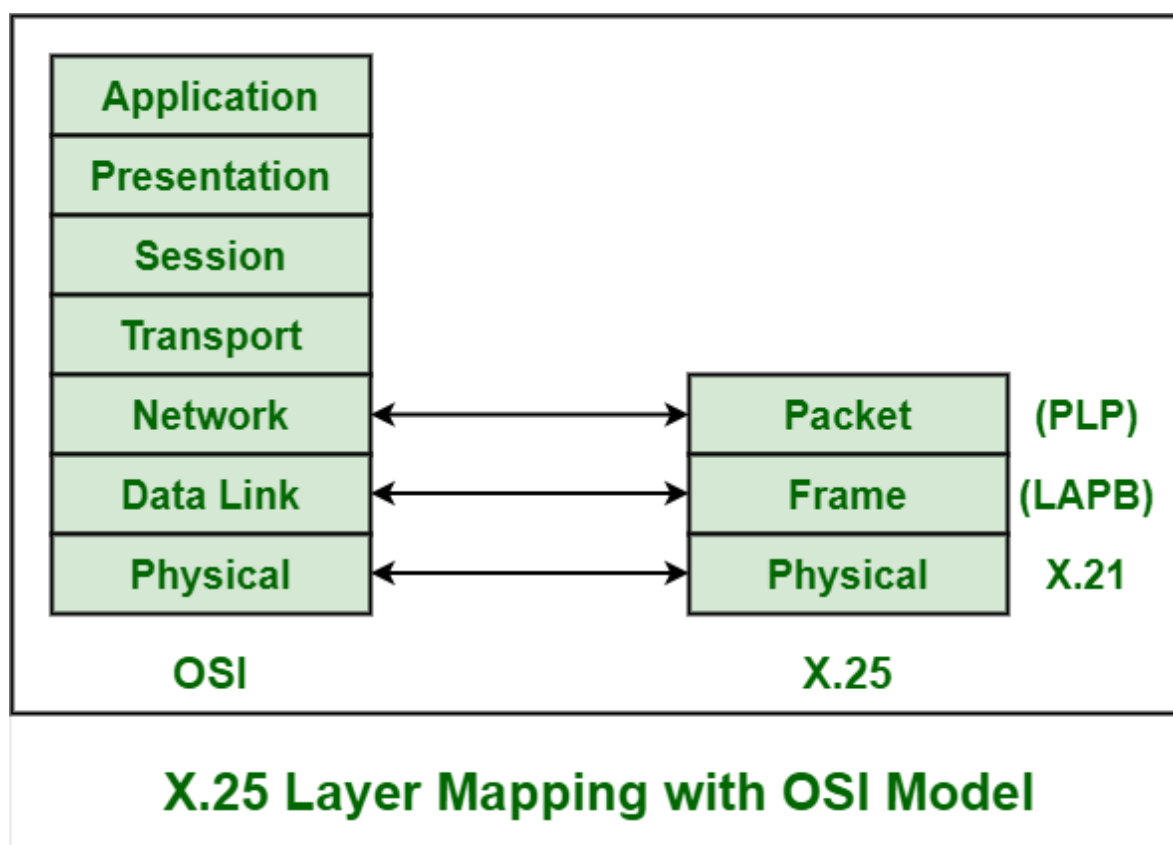 Application
Presentation
Session
Transport
Network
Data Link
Physical
OSI
Packet (PLP)
Frame (LAPB)
Physical X.21
X.25
X.25 Layer Mapping with OSI Model